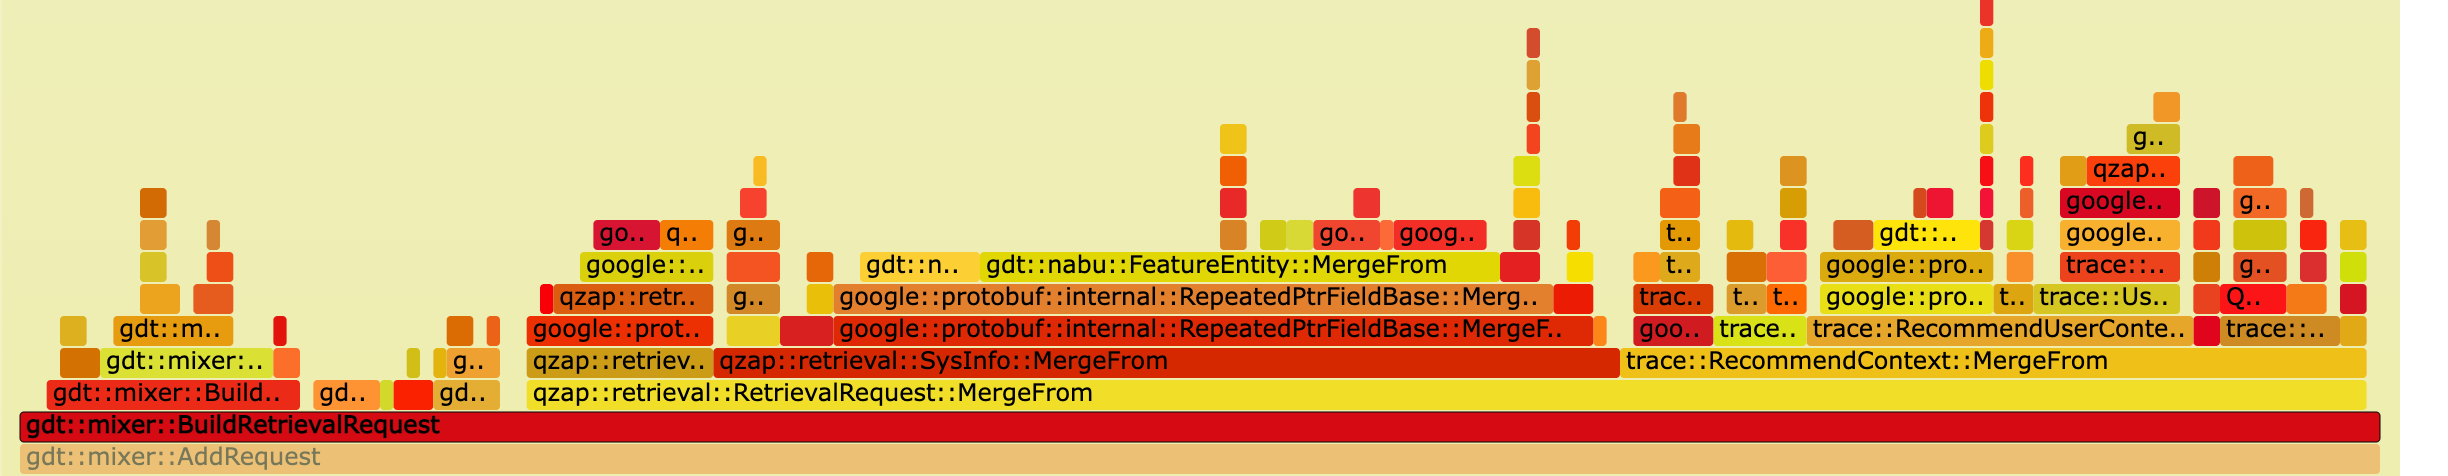 g..
qzap..
google..
g..
go..
q..
g..
go..
goog..
t..
gdt::..
google..
google::..
gdt::n..
gdt::nabu::FeatureEntity::MergeFrom
t..
google::pro..
trace::..
g..
qzap::retr..
g..
google::protobuf::internal::RepeatedPtrFieldBase::Merg..
trac..
t..
t..
google::pro..
t..
trace::Us..
Q..
gdt::m..
google::prot..
google::protobuf::internal::RepeatedPtrFieldBase::MergeF..
goo..
trace..
trace::RecommendUserConte..
trace::..
gdt::mixer:..
g..
qzap::retriev..
qzap::retrieval::SysInfo::MergeFrom
trace::RecommendContext::MergeFrom
gdt::mixer::Build..
gd..
gd..
qzap::retrieval::RetrievalRequest::MergeFrom
gdt::mixer::BuildRetrievalRequest
gdt::mixer::AddRequest